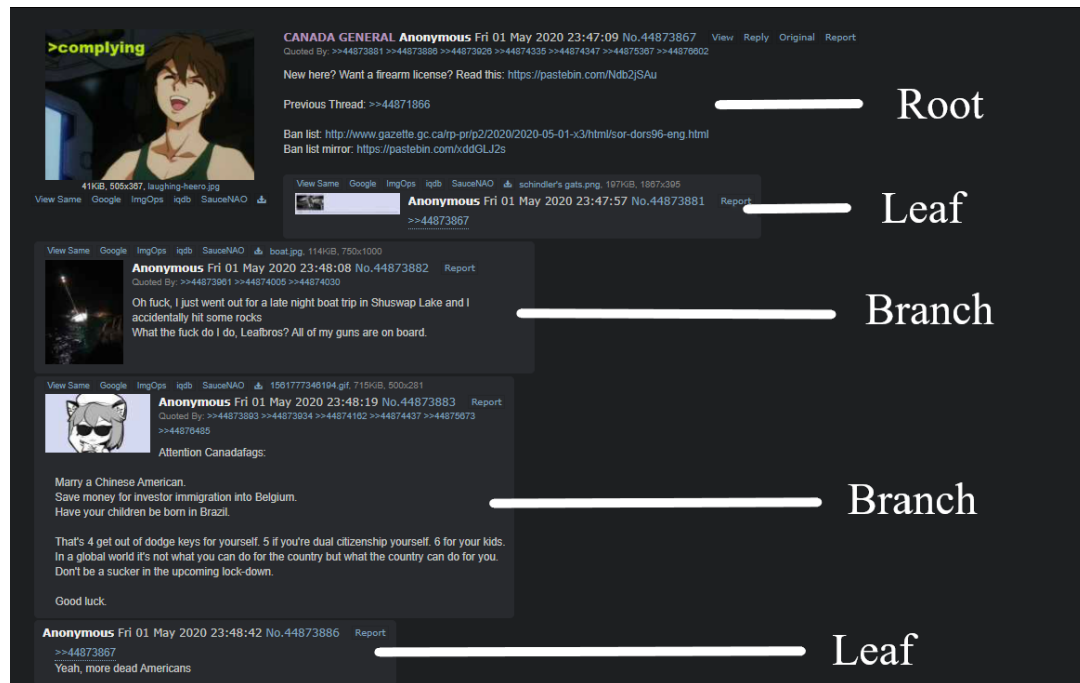 >complying
CANADA GENERAL Anonymous Fri 01 May 2020 23:47:09 No.44873867 View Reply Original Report
Quoted By: >>44873881 >>44873886 >>44873926 >>44874335 >>44874347 >>44875367 >>44876602
New here? Want a firearm license? Read this: https://pastebin.com/Ndb2jSAu
Previous Thread: >>44871866
Root
Ban list: http://www.gazette.gc.ca/rp-pr/p2/2020/2020-05-01-x3/html/sor-dors96-eng.html
Ban list mirror: https://pastebin.com/xddGLJ2s
41KiB, 505x367, laughing-heero.jpg
View Same Google ImgOps iqdb SauceNAO
View Same Google ImgOps iqdb SauceNAO schindler's gats.png, 197KiB, 1867x395
Anonymous Fri 01 May 2020 23:47:57 No.44873881 Report
>>44873867
Leaf
View Same Google ImgOps iqdb SauceNAO boat.jpg, 114KiB, 750x1000
Anonymous Fri 01 May 2020 23:48:08 No.44873882 Report
Quoted By: >>44873961 >>44874005 >>44874030
Oh fuck, I just went out for a late night boat trip in Shuswap Lake and I
accidentally hit some rocks
What the fuck do I do, Leafbros? All of my guns are on board.
Branch
View Same Google ImgOps iqdb SauceNAO 1561777346194.gif, 715KiB, 500x281
Anonymous Fri 01 May 2020 23:48:19 No.44873883 Report
Quoted By: >>44873893 >>44873934 >>44874162 >>44874437 >>44875673
>>44876485
Attention Canadafags:
Marry a Chinese American.
Save money for investor immigration into Belgium.
Have your children be born in Brazil.
Branch
That's 4 get out of dodge keys for yourself. 5 if you're dual citizenship yourself. 6 for your kids.
In a global world it's not what you can do for the country but what the country can do for you.
Don't be a sucker in the upcoming lock-down.
Good luck.
Anonymous Fri 01 May 2020 23:48:42 No.44873886 Report
>>44873867
Yeah, more dead Americans
Leaf